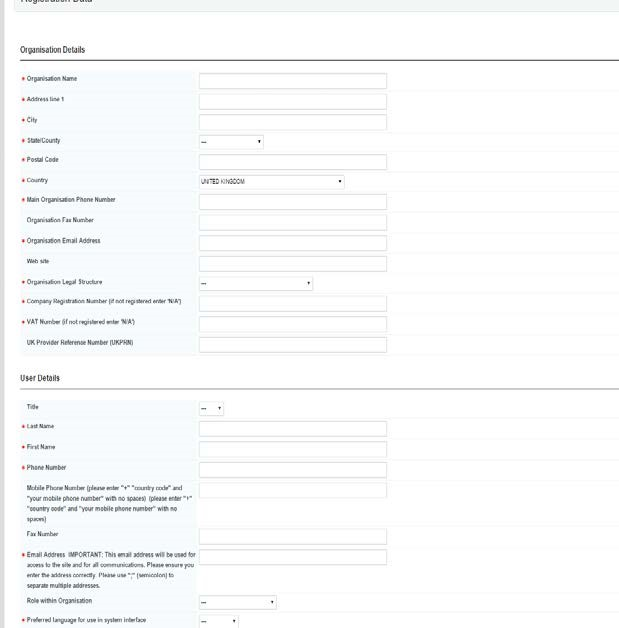 Registration Data
Organisation Details
* Organisation Name
* Address line 1
* City
* State/County
---
* Postal Code
* Country
UNITED KINGDOM
* Main Organisation Phone Number
Organisation Fax Number
* Organisation Email Address
Web site
* Organisation Legal Structure
---
* Company Registration Number (if not registered enter 'N/A')
* VAT Number (if not registered enter 'N/A')
UK Provider Reference Number (UKPRN)
User Details
Title
---
* Last Name
* First Name
* Phone Number
Mobile Phone Number (please enter "+" "country code" and
"your mobile phone number" with no spaces) (please enter "+"
"country code" and "your mobile phone number" with no
spaces)
Fax Number
* Email Address IMPORTANT: This email address will be used for
access to the site and for all communications. Please ensure you
enter the address correctly. Please use ";" (semicolon) to
separate multiple addresses.
Role within Organisation
---
* Preferred language for use in system interface
---